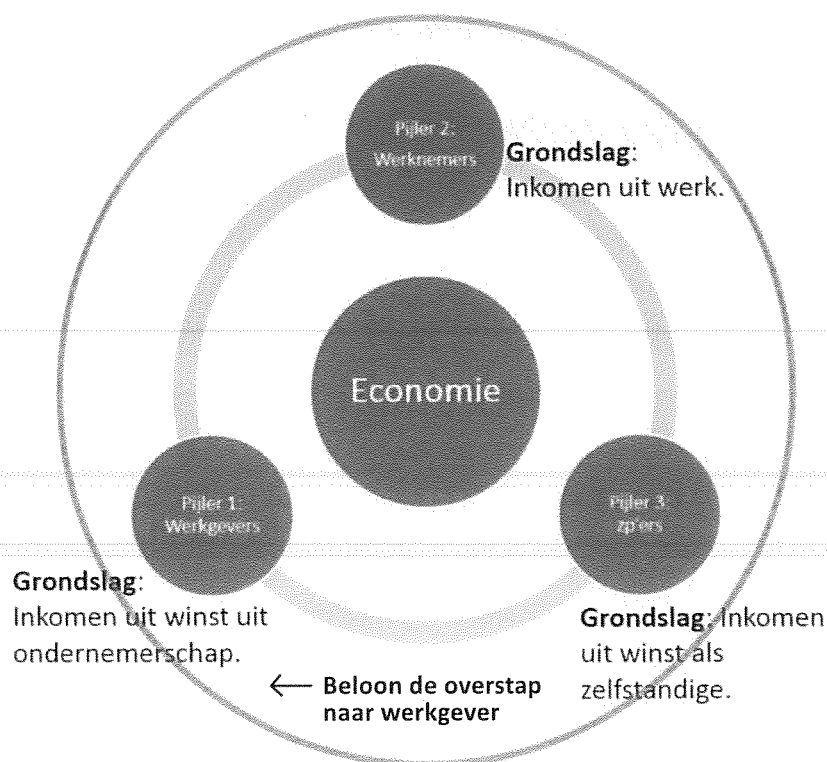 Pijler 2:
Werknemers
Grondslag:
Inkomen uit werk.
Economie
Pijler 1:
Werkgevers
Pijler 3:
zp'ers
Grondslag:
Inkomen uit winst uit
ondernemerschap.
Grondslag: Inkomen
uit winst als
zelfstandige.
← Beloon de overstap
naar werkgever